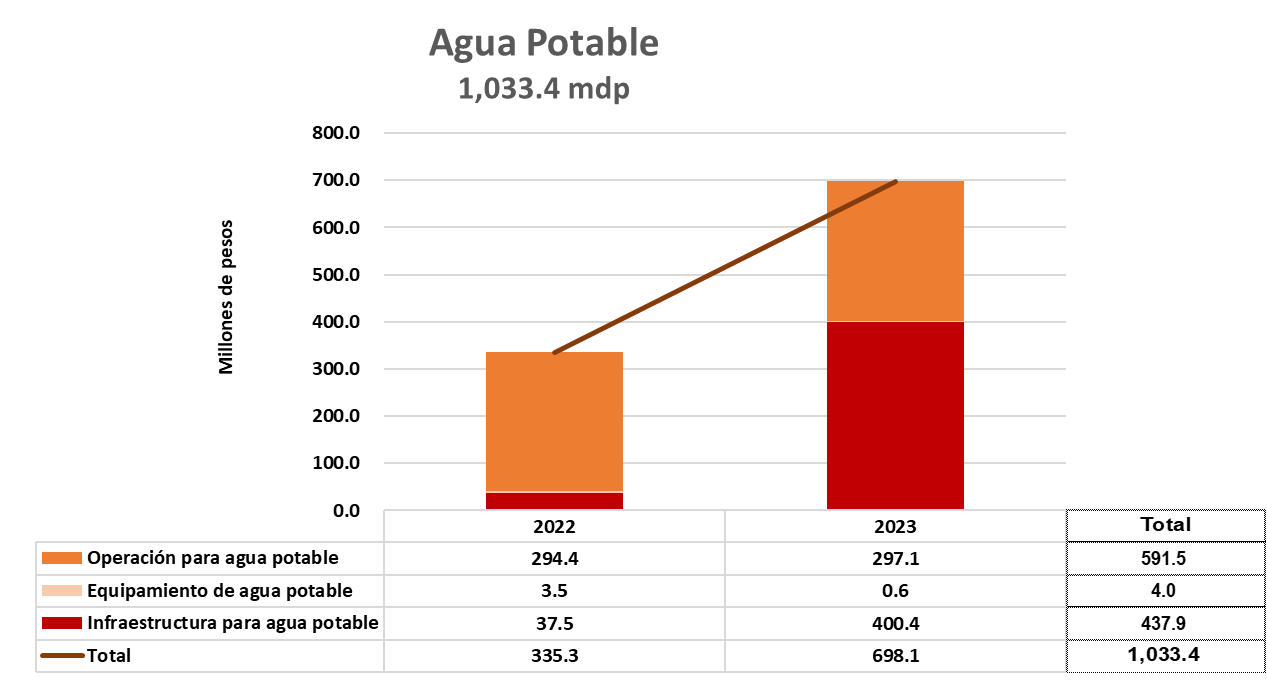 Agua Potable
1,033.4 mdp
Millones de pesos
800.0
700.0
600.0
500.0
400.0
300.0
200.0
100.0
0.0
2022 2023 Total
Operación para agua potable 294.4 297.1 591.5
Equipamiento de agua potable 3.5 0.6 4.0
Infraestructura para agua potable 37.5 400.4 437.9
Total 335.3 698.1 1,033.4